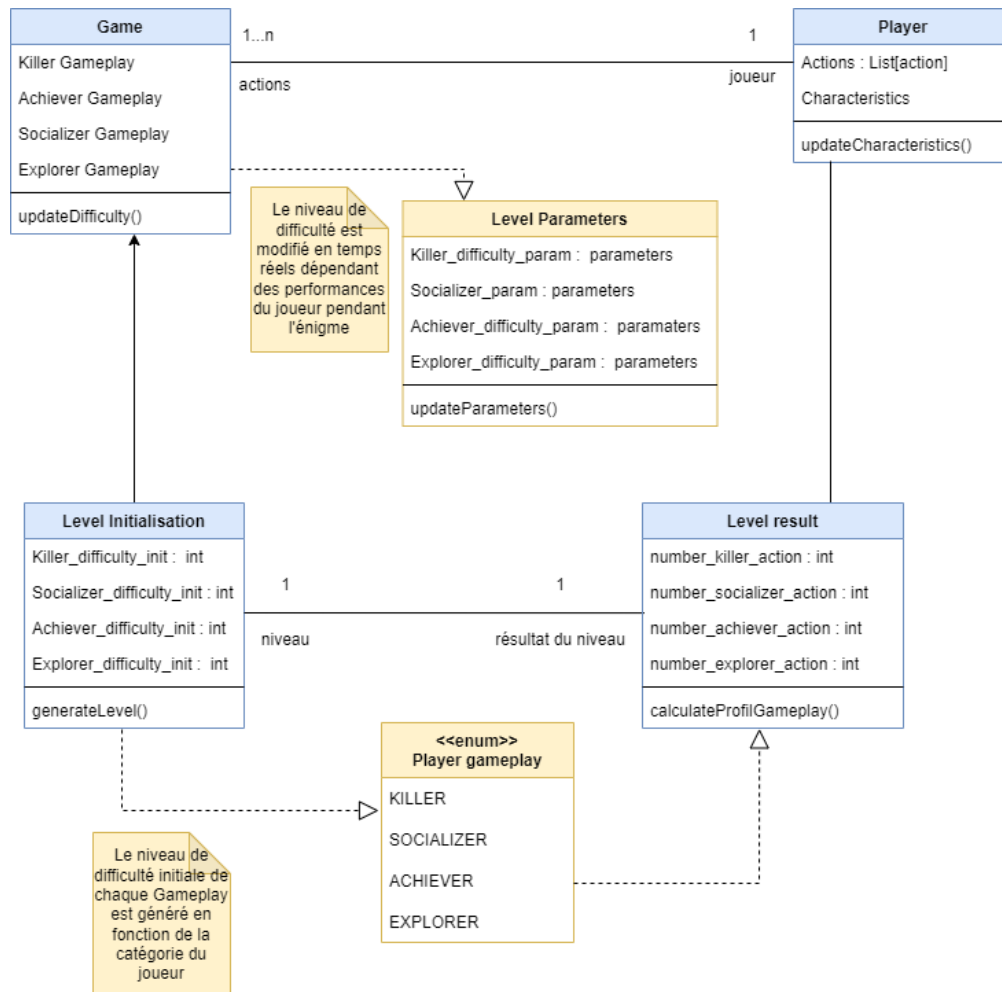 Game
Killer Gameplay
Achiever Gameplay
Socializer Gameplay
Explorer Gameplay
updateDifficulty()
1...n
actions
1
joueur
Player
Actions : List[action]
Characteristics
updateCharacteristics()
Le niveau de
difficulté est
modifié en temps
réels dépendant
des performances
du joueur pendant
l'énigme
Level Parameters
Killer_difficulty_param : parameters
Socializer_param : parameters
Achiever_difficulty_param : paramaters
Explorer_difficulty_param : parameters
updateParameters()
Level Initialisation
Killer_difficulty_init : int
Socializer_difficulty_init : int
Achiever_difficulty_init : int
Explorer_difficulty_init : int
generateLevel()
1
niveau
1
résultat du niveau
Level result
number_killer_action : int
number_socializer_action : int
number_achiever_action : int
number_explorer_action : int
calculateProfilGameplay()
<<enum>>
Player gameplay
KILLER
SOCIALIZER
ACHIEVER
EXPLORER
Le niveau de
difficulté initiale de
chaque Gameplay
est généré en
fonction de la
catégorie du
joueur